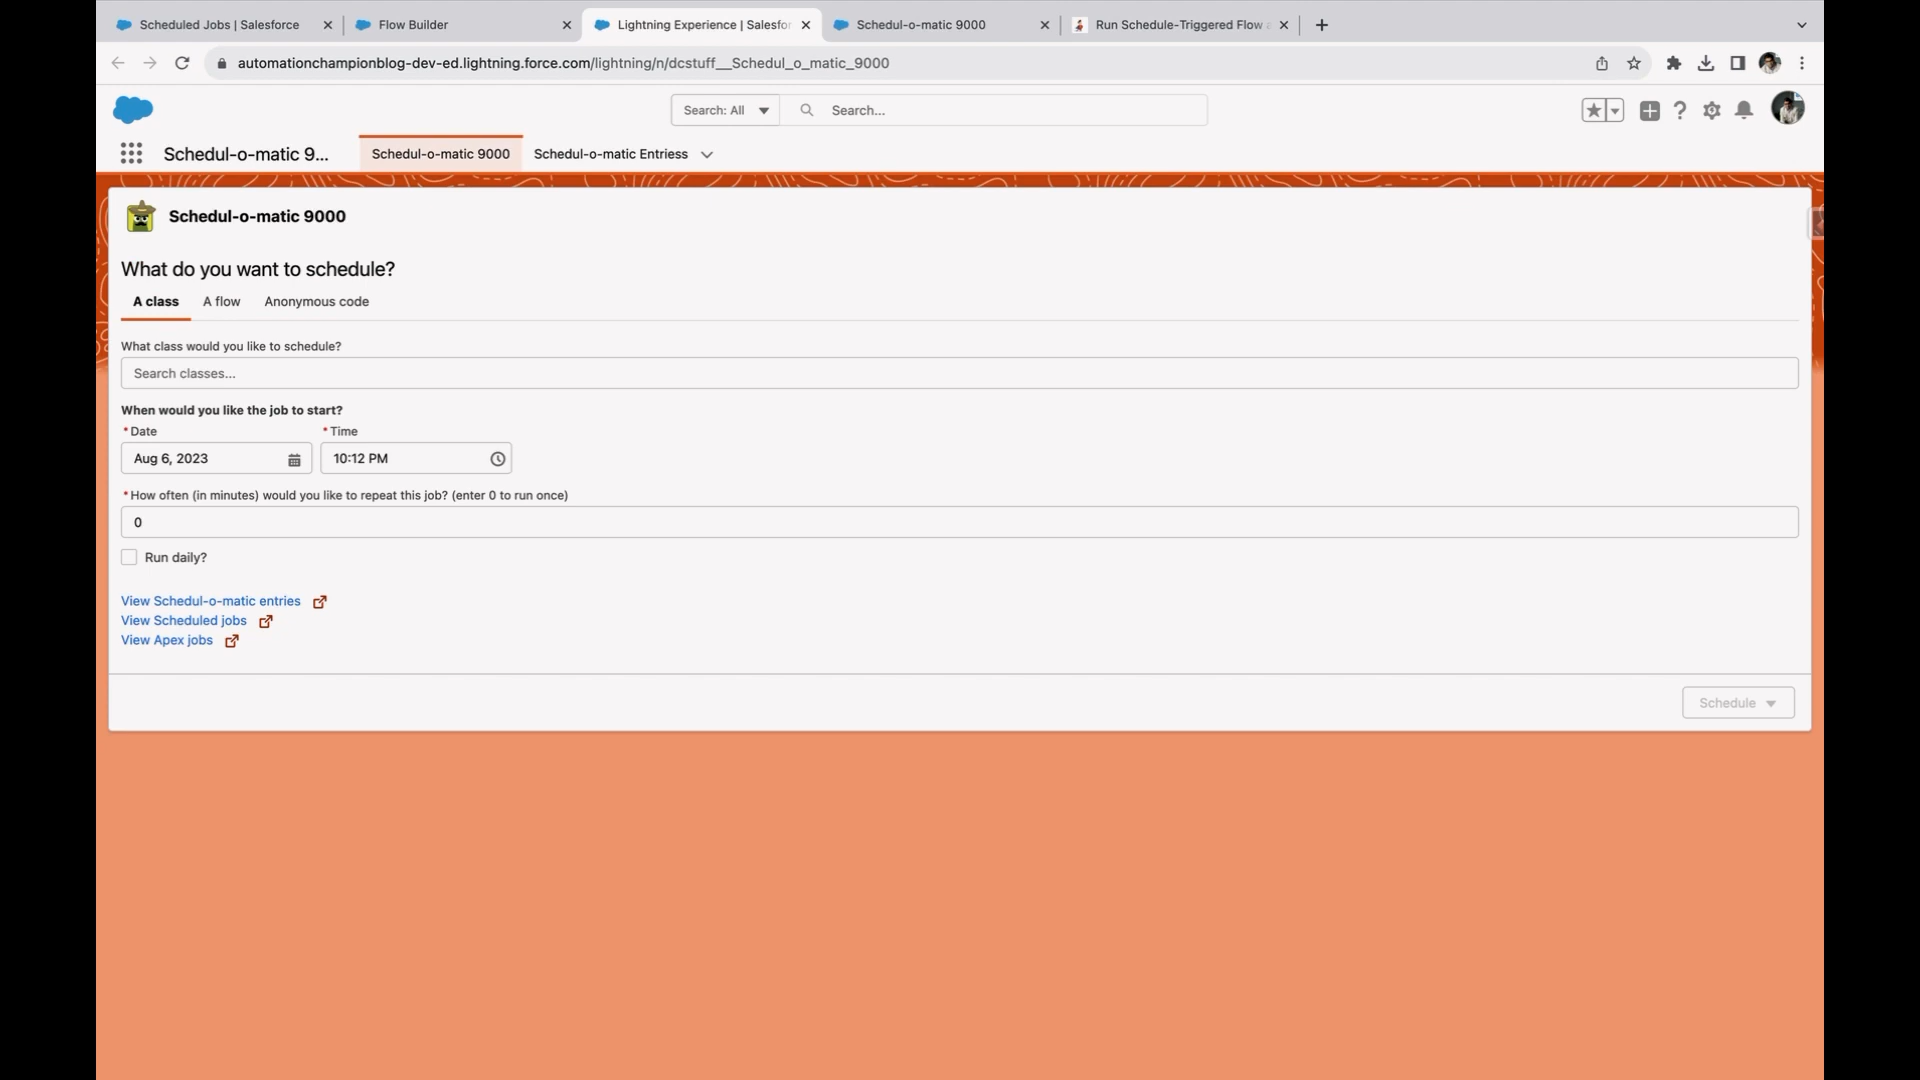 Scheduled Jobs | Salesforce
Flow Builder
Lightning Experience | Salesfor
Schedul-o-matic 9000
Run Schedule-Triggered Flow
automationchampionblog-dev-ed.lightning.force.com/lightning/n/dcstuff__Schedul_o_matic_9000
Search: All
Search...
Schedul-o-matic 9...
Schedul-o-matic 9000
Schedul-o-matic Entriess
Schedul-o-matic 9000
What do you want to schedule?
A class
A flow
Anonymous code
What class would you like to schedule?
Search classes...
When would you like the job to start?
*Date
*Time
Aug 6, 2023
10:12 PM
*How often (in minutes) would you like to repeat this job? (enter 0 to run once)
0
Run daily?
View Schedul-o-matic entries
View Scheduled jobs
View Apex jobs
Schedule